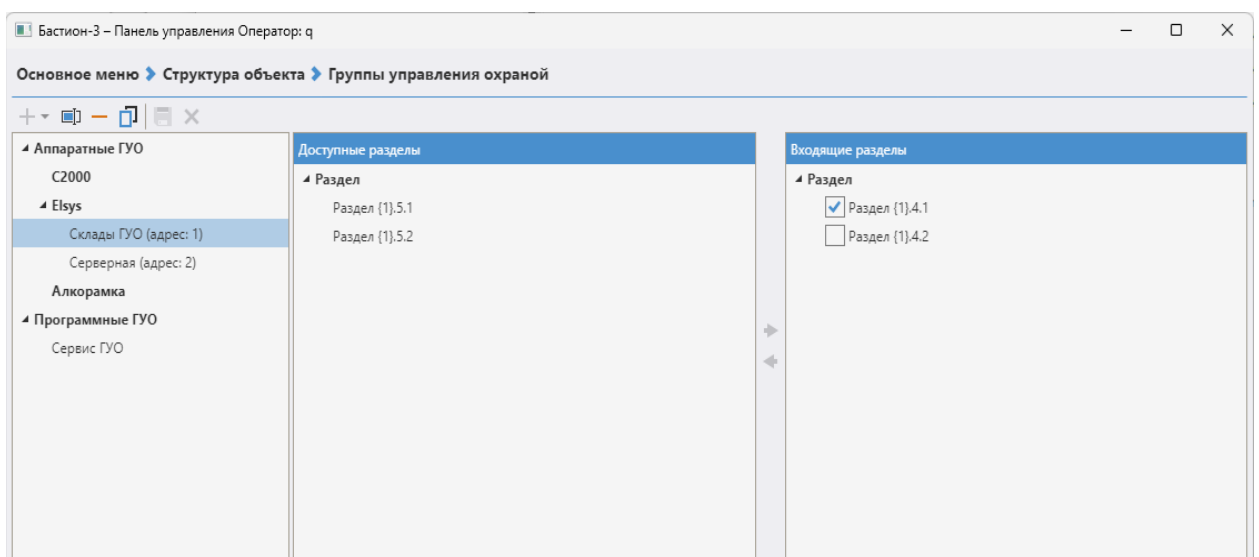 Бастион-3 – Панель управления Оператор: q
Основное меню Структура объекта Группы управления охраной
Аппаратные ГУО
С2000
Elsys
Склады ГУО (адрес: 1)
Серверная (адрес: 2)
Алкорамка
Программные ГУО
Сервис ГУО
Доступные разделы
Раздел
Раздел {1}.5.1
Раздел {1}.5.2
Входящие разделы
Раздел
Раздел {1}.4.1
Раздел {1}.4.2